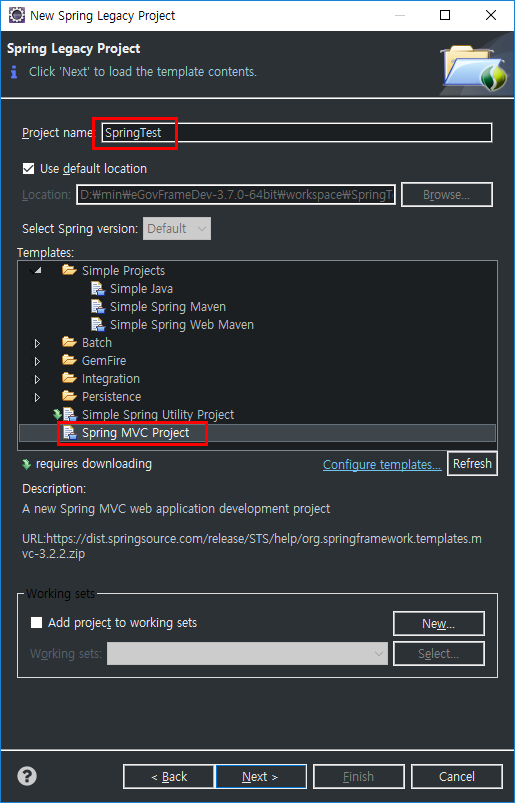 New Spring Legacy Project
Spring Legacy Project
Click 'Next' to load the template contents.
Project name:
SpringTest
Use default location
Location: D:₩min₩eGovFrameDev-3.7.0-64bit₩workspace₩SpringT Browse...
Select Spring version: Default
Templates:
Simple Projects
Simple Java
Simple Spring Maven
Simple Spring Web Maven
Batch
GemFire
Integration
Persistence
Simple Spring Utility Project
Spring MVC Project
requires downloading Configure templates... Refresh
Description:
A new Spring MVC web application development project
URL:https://dist.springsource.com/release/STS/help/org.springframework.templates.m
vc-3.2.2.zip
Working sets
Add project to working sets New...
Working sets: Select...
? < Back Next > Finish Cancel